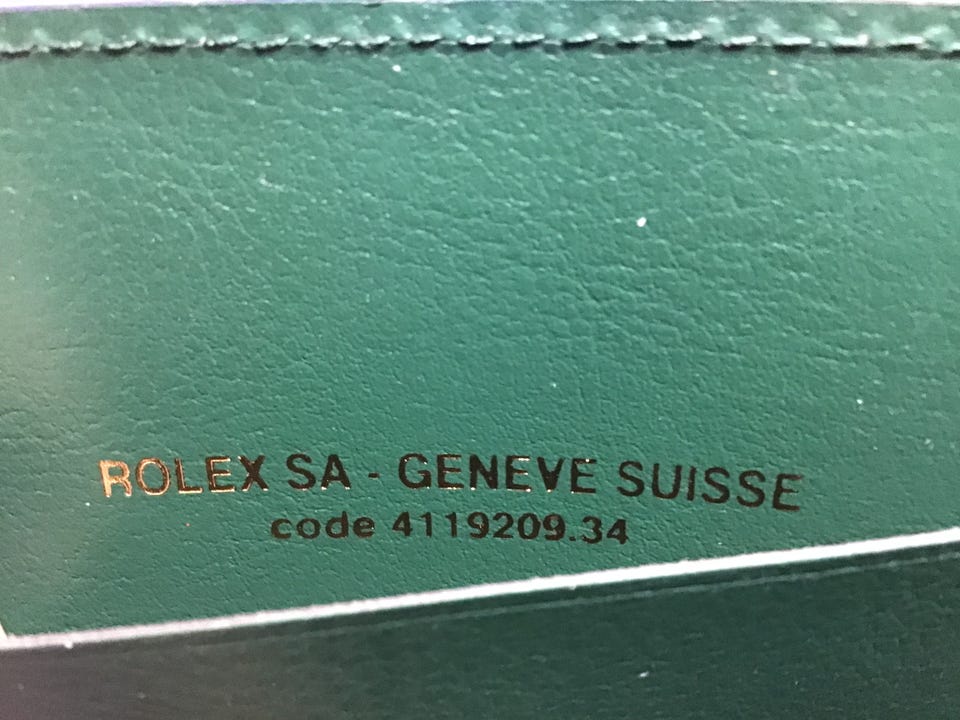 ROLEX SA - GENEVE SUISSE
code 4119209.34